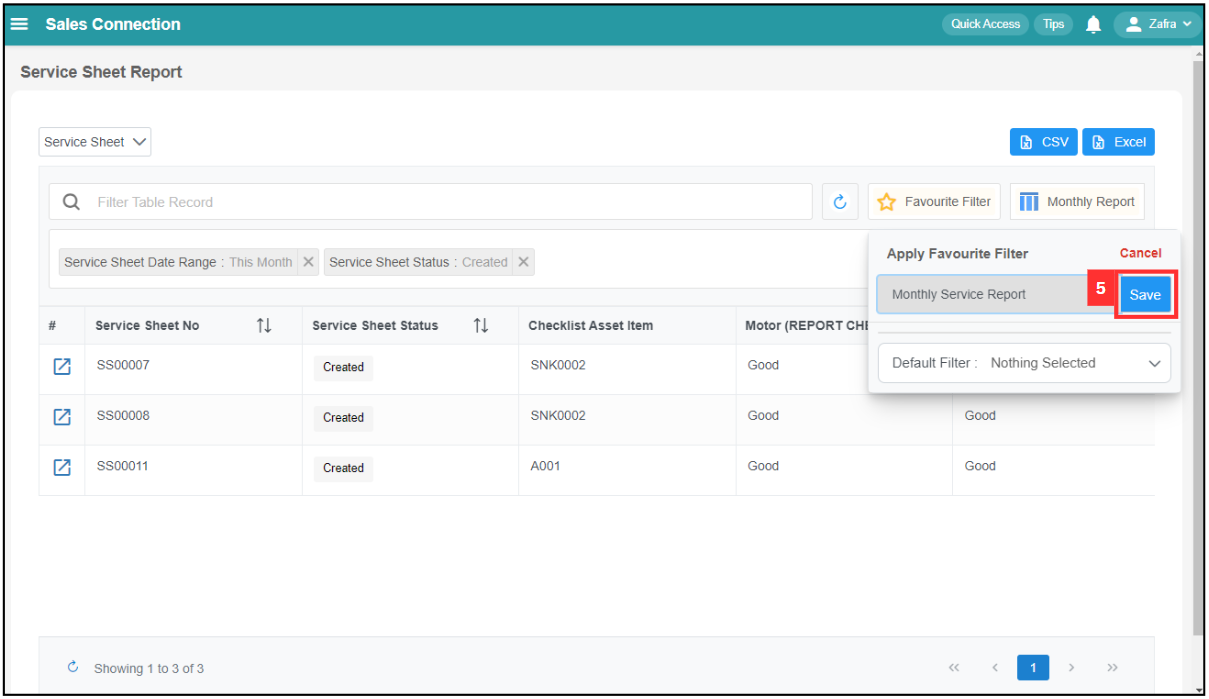 Sales Connection
Quick Access
Tips
Zafra
Service Sheet Report
Service Sheet
CSV
Excel
Filter Table Record
Favourite Filter
Monthly Report
Service Sheet Date Range : This Month
Service Sheet Status : Created
Apply Favourite Filter
Cancel
Monthly Service Report
5
Save
Default Filter : Nothing Selected
# Service Sheet No Service Sheet Status Checklist Asset Item Motor (REPORT CHE
SS00007 Created SNK0002 Good
SS00008 Created SNK0002 Good Good
SS00011 Created A001 Good Good
Showing 1 to 3 of 3
<< < 1 > >>